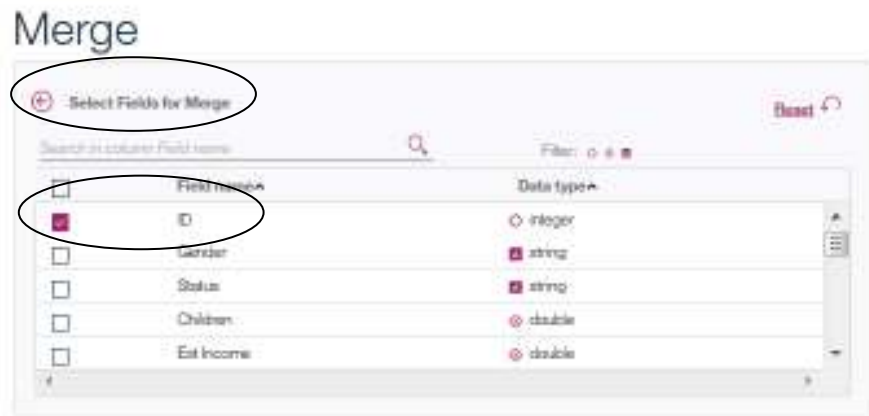 Merge
Select Fields for Merge
Reset
Search in column Field name
Filter:
Field name Data type
ID integer
Gender string
Status string
Children double
Est Income double